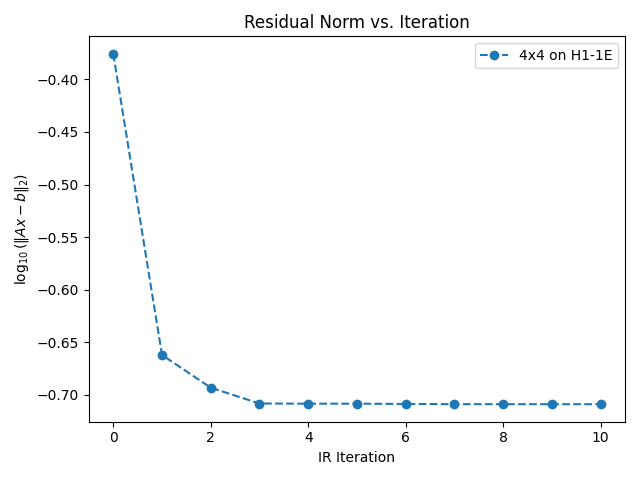 Residual Norm vs. Iteration
4x4 on H1-1E
−0.40
−0.45
−0.50
−0.55
−0.60
−0.65
−0.70
log₁₀(‖Ax − b‖₂)
0 2 4 6 8 10
IR Iteration